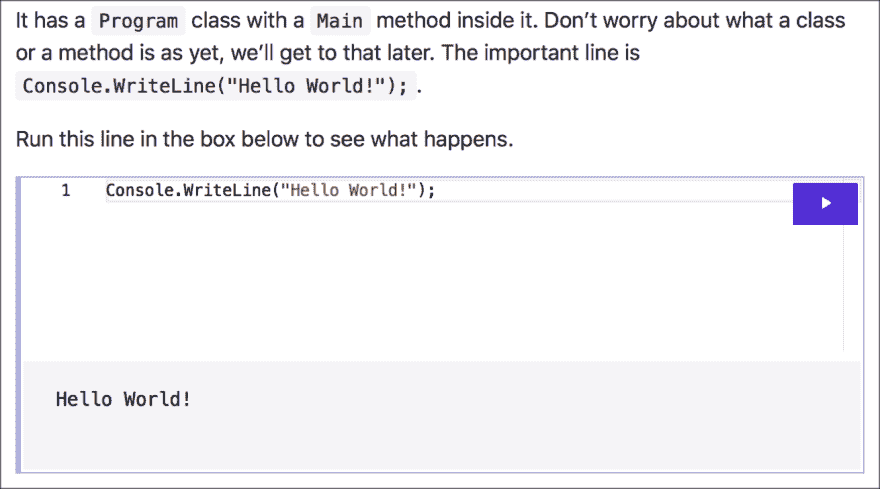 It has a Program class with a Main method inside it. Don’t worry about what a class
or a method is as yet, we’ll get to that later. The important line is
Console.WriteLine("Hello World!"); .
Run this line in the box below to see what happens.
1 Console.WriteLine("Hello World!");
Hello World!